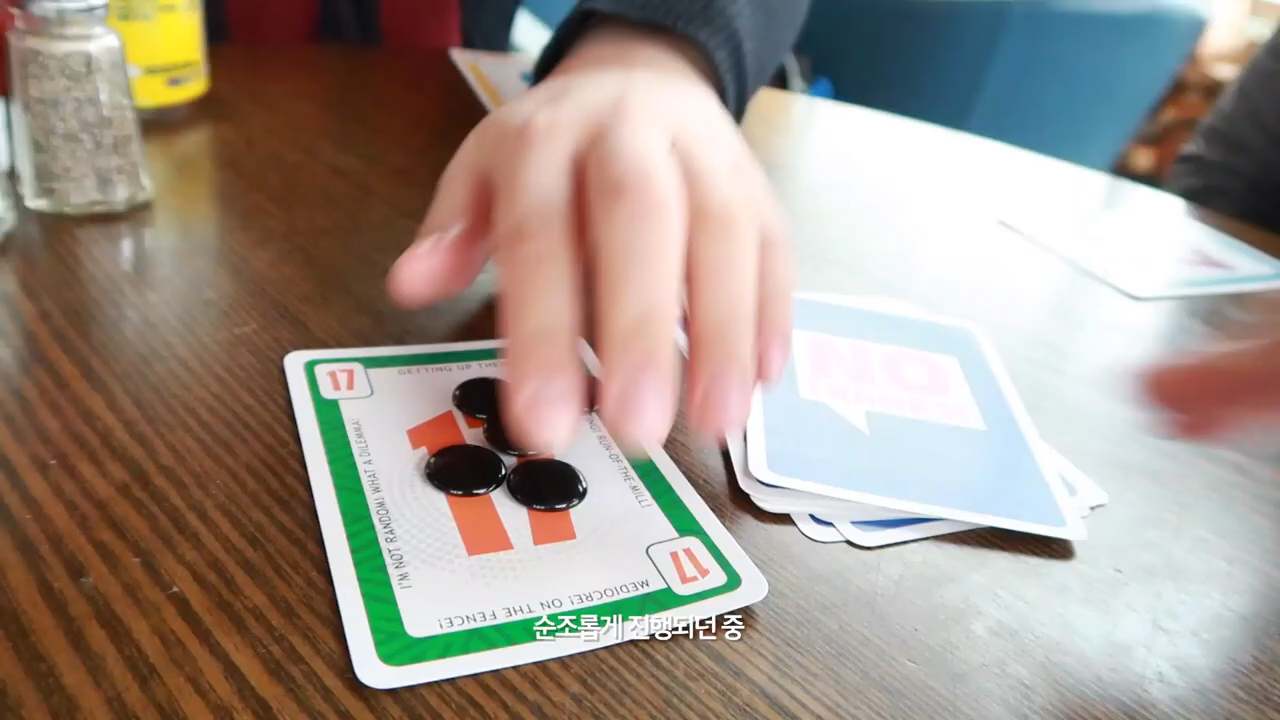 17
GETTING UP THE
I'M NOT RANDOM! WHAT A DILEMMA!
RUN-OF-THE-MILL!
17
17
MEDIOCRE! ON THE FENCE!
NO
순조롭게 진행되던 중